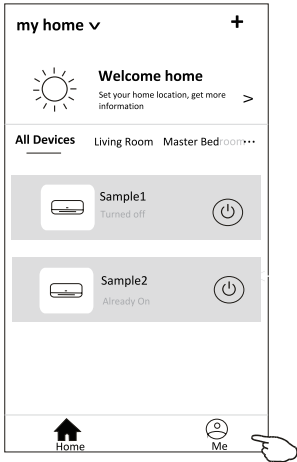 my home
Welcome home
Set your home location, get more
information
All Devices Living Room Master Bedroom
Sample1
Turned off
Sample2
Already On
Home Me